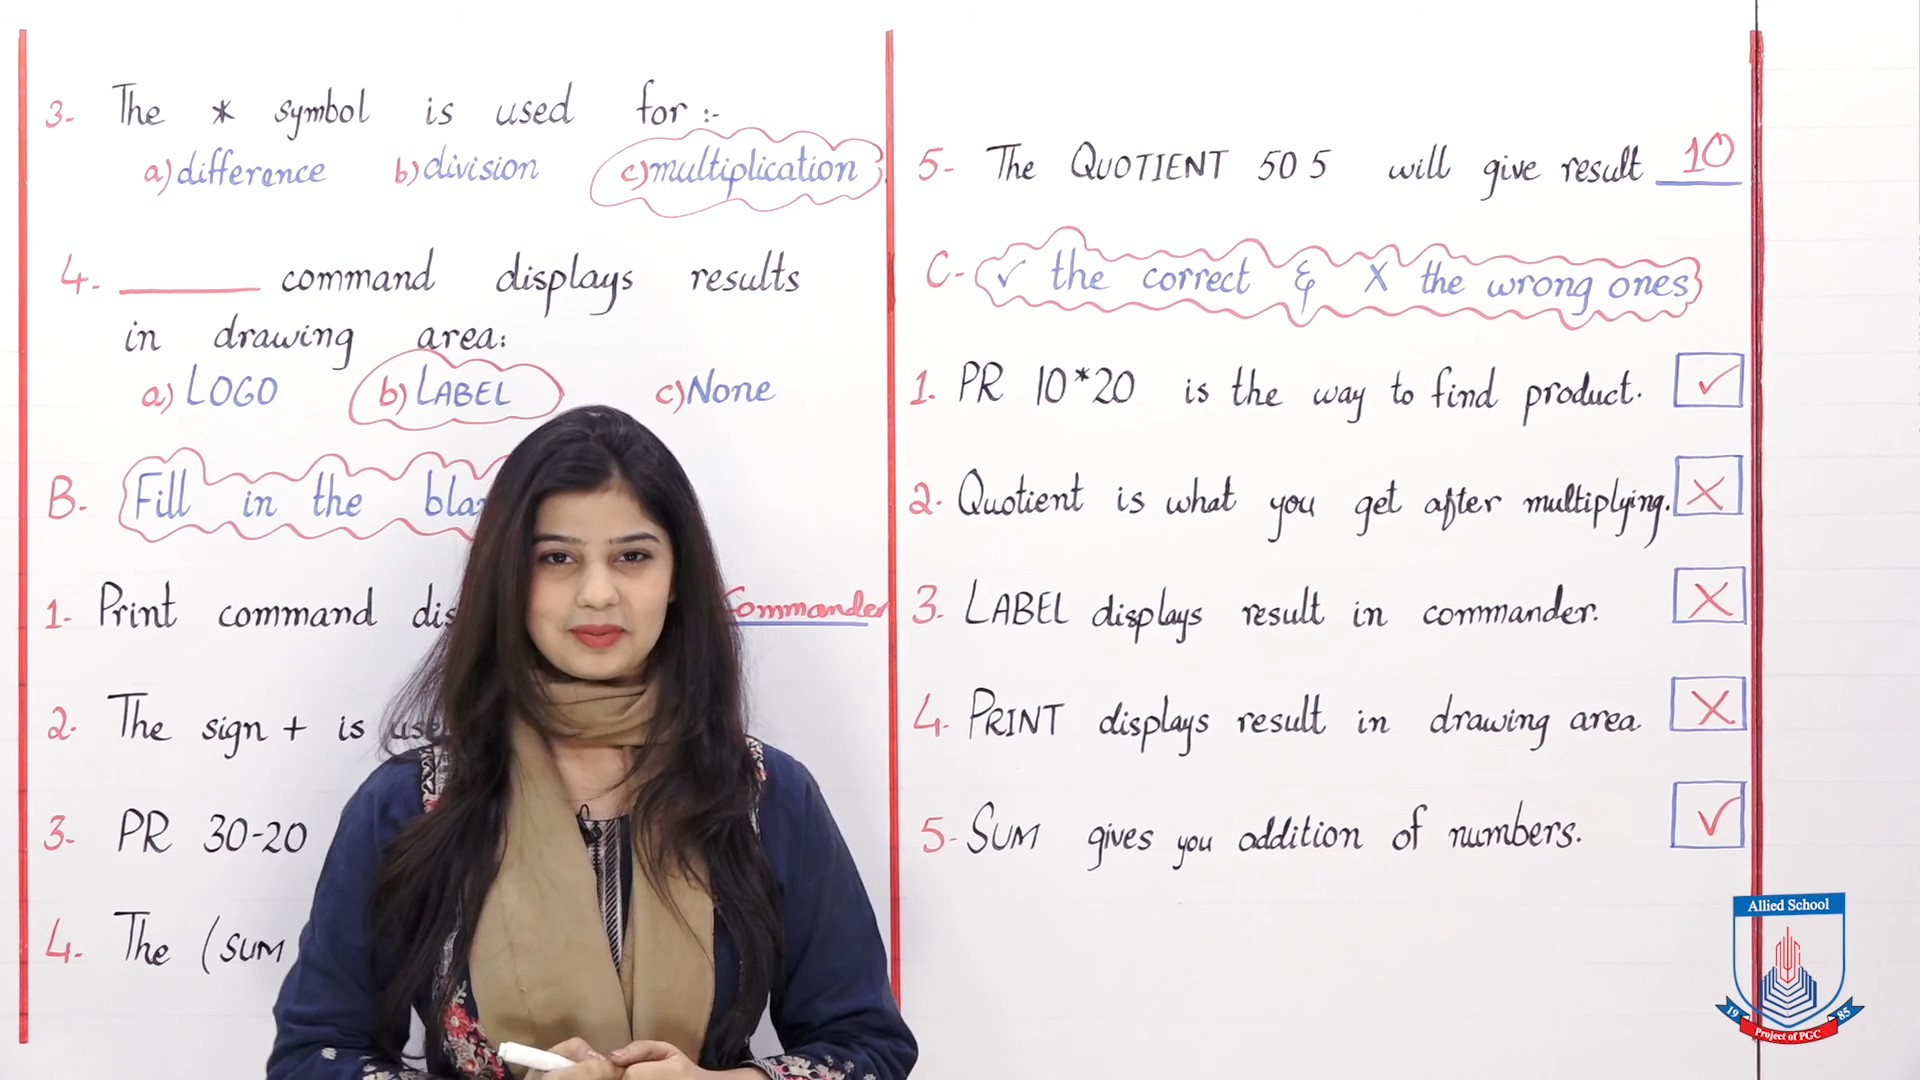 3- The * symbol is used for :-
a) difference b) division c) multiplication
4- ______ command displays results
in drawing area:
a) LOGO b) LABEL c) None
B- Fill in the
1- Print command Commander
2- The sign + is used
3- PR 30-20
4- The (SUM
5- The QUOTIENT 50 5 will give result 10
C- ✓ the correct & X the wrong ones
1. PR 10*20 is the way to find product. ✓
2- Quotient is what you get after multiplying. X
3. LABEL displays result in commander. X
4. PRINT displays result in drawing area X
5- SUM gives you addition of numbers. ✓
Allied School
19 85
Project of PGC